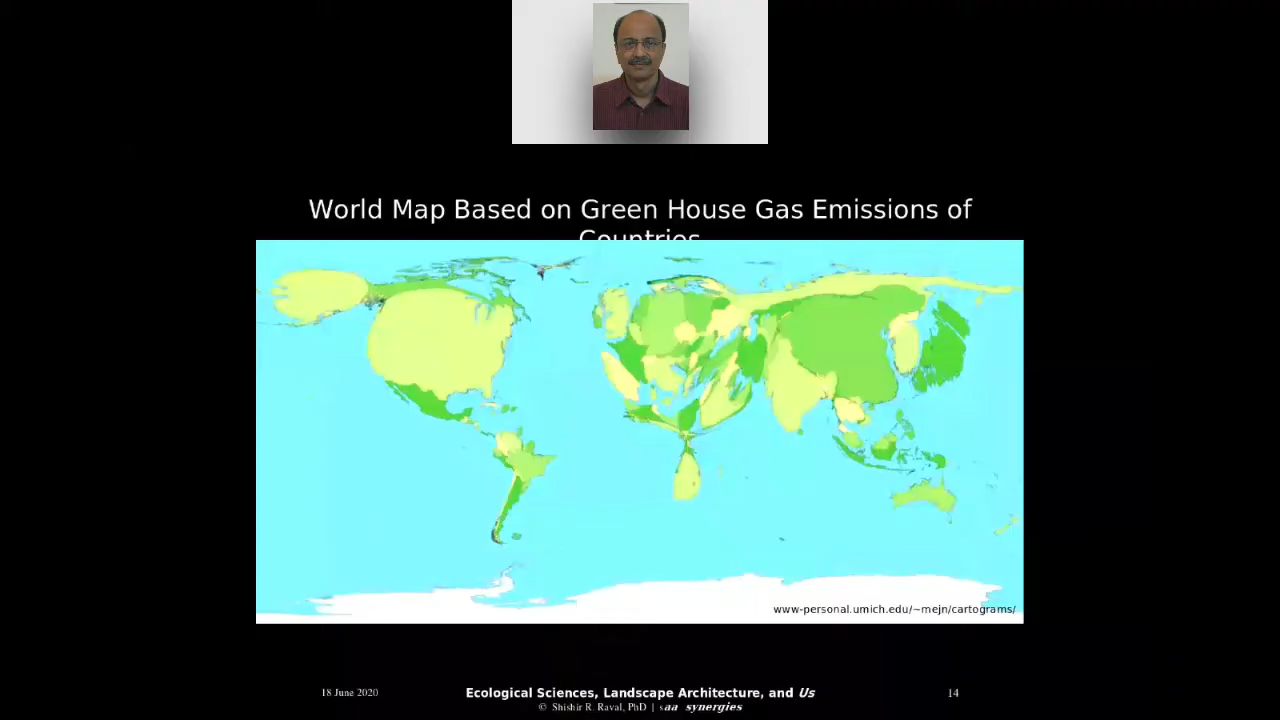 World Map Based on Green House Gas Emissions of
Countries
www-personal.umich.edu/~mejn/cartograms/
18 June 2020
Ecological Sciences, Landscape Architecture, and Us
14
© Shishir R. Raval, PhD | saa synergies